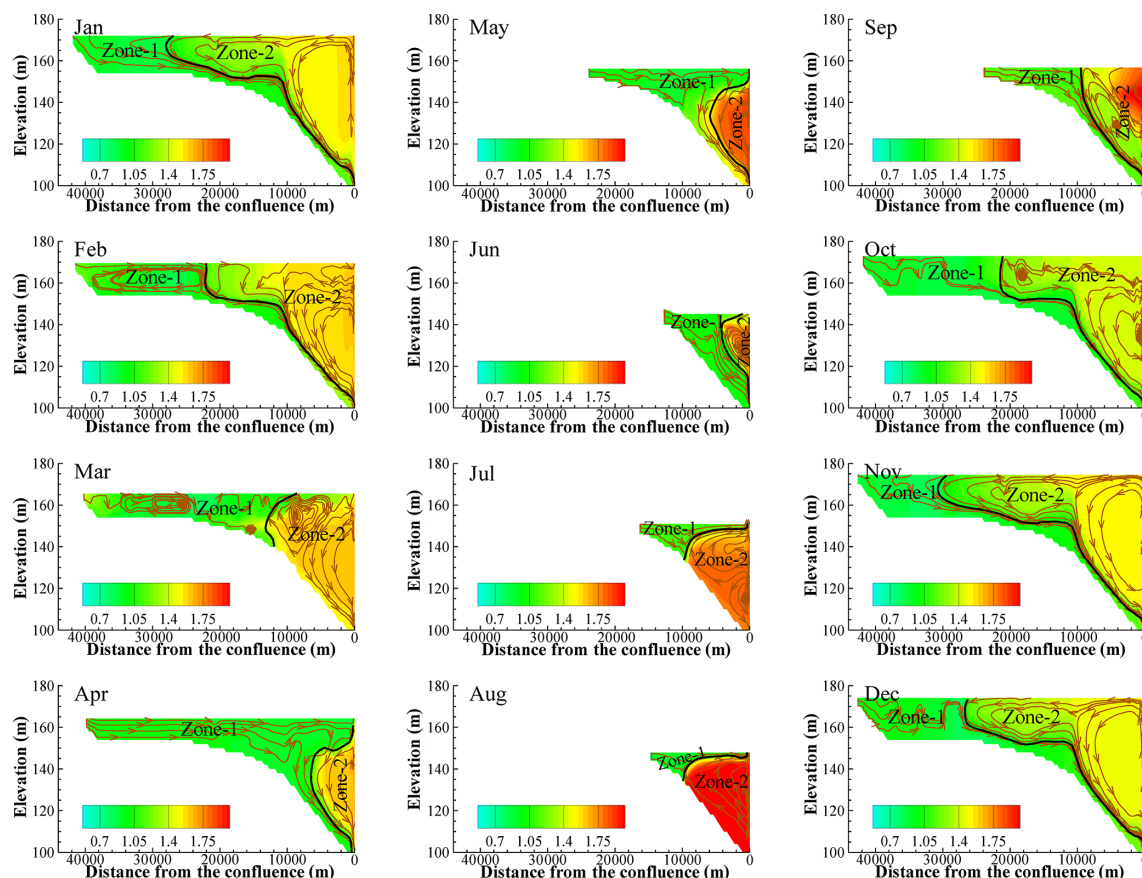 Jan
Elevation (m)
180
160
140
120
100
Zone-1
Zone-2
0.7 1.05 1.4 1.75
40000 30000 20000 10000 0
Distance from the confluence (m)
May
Elevation (m)
180
160
140
120
100
Zone-1
Zone-2
0.7 1.05 1.4 1.75
40000 30000 20000 10000 0
Distance from the confluence (m)
Sep
Elevation (m)
180
160
140
120
100
Zone-1
Zone-2
0.7 1.05 1.4 1.75
40000 30000 20000 10000 0
Distance from the confluence (m)
Feb
Elevation (m)
180
160
140
120
100
Zone-1
Zone-2
0.7 1.05 1.4 1.75
40000 30000 20000 10000 0
Distance from the confluence (m)
Jun
Elevation (m)
180
160
140
120
100
Zone-1
Zone-2
0.7 1.05 1.4 1.75
40000 30000 20000 10000 0
Distance from the confluence (m)
Oct
Elevation (m)
180
160
140
120
100
Zone-1
Zone-2
0.7 1.05 1.4 1.75
40000 30000 20000 10000 0
Distance from the confluence (m)
Mar
Elevation (m)
180
160
140
120
100
Zone-1
Zone-2
0.7 1.05 1.4 1.75
40000 30000 20000 10000 0
Distance from the confluence (m)
Jul
Elevation (m)
180
160
140
120
100
Zone-1
Zone-2
0.7 1.05 1.4 1.75
40000 30000 20000 10000 0
Distance from the confluence (m)
Nov
Elevation (m)
180
160
140
120
100
Zone-1
Zone-2
0.7 1.05 1.4 1.75
40000 30000 20000 10000 0
Distance from the confluence (m)
Apr
Elevation (m)
180
160
140
120
100
Zone-1
Zone-2
0.7 1.05 1.4 1.75
40000 30000 20000 10000 0
Distance from the confluence (m)
Aug
Elevation (m)
180
160
140
120
100
Zone-1
Zone-2
0.7 1.05 1.4 1.75
40000 30000 20000 10000 0
Distance from the confluence (m)
Dec
Elevation (m)
180
160
140
120
100
Zone-1
Zone-2
0.7 1.05 1.4 1.75
40000 30000 20000 10000 0
Distance from the confluence (m)